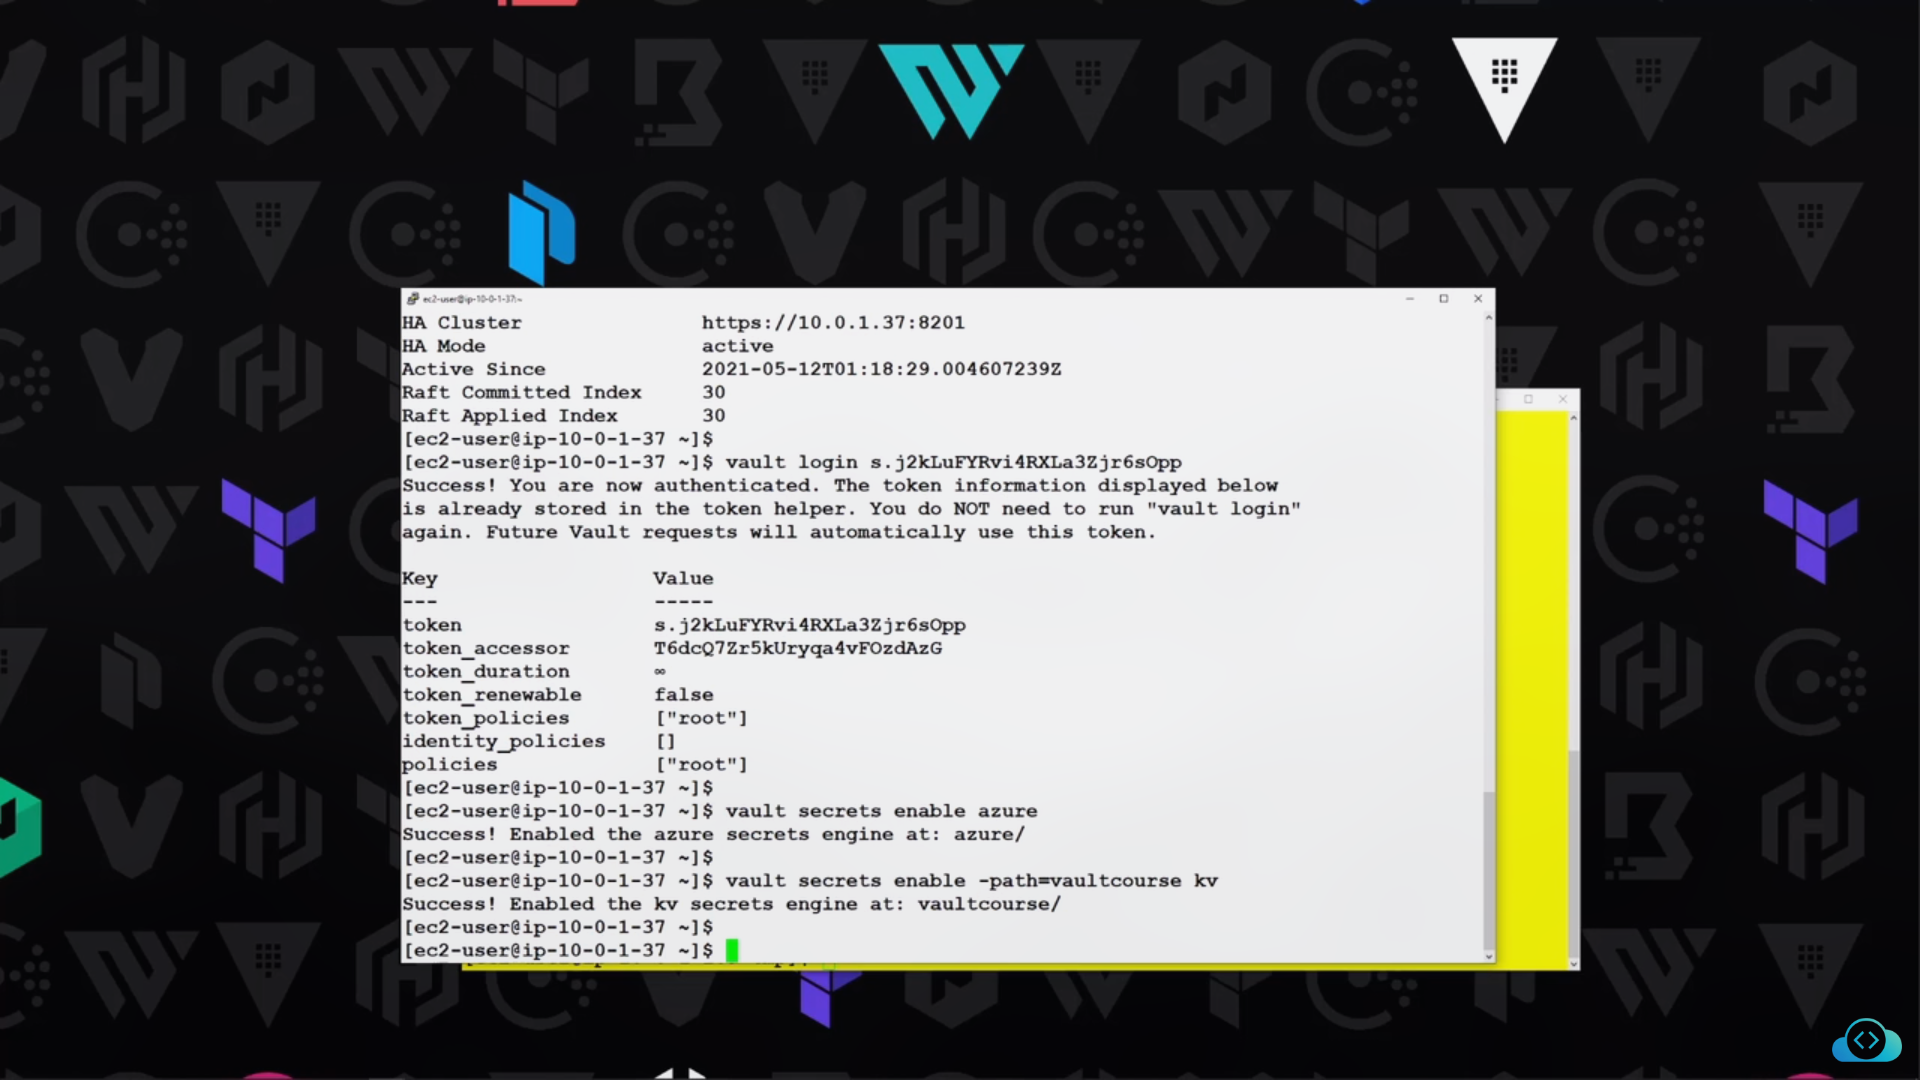 ec2-user@ip-10-0-1-37:~
HA Cluster https://10.0.1.37:8201
HA Mode active
Active Since 2021-05-12T01:18:29.004607239Z
Raft Committed Index 30
Raft Applied Index 30
[ec2-user@ip-10-0-1-37 ~]$
[ec2-user@ip-10-0-1-37 ~]$ vault login s.j2kLuFYRvi4RXLa3Zjr6sOpp
Success! You are now authenticated. The token information displayed below
is already stored in the token helper. You do NOT need to run "vault login"
again. Future Vault requests will automatically use this token.
Key Value
--- -----
token s.j2kLuFYRvi4RXLa3Zjr6sOpp
token_accessor T6dcQ7Zr5kUryqa4vFOzdAzG
token_duration ∞
token_renewable false
token_policies ["root"]
identity_policies []
policies ["root"]
[ec2-user@ip-10-0-1-37 ~]$
[ec2-user@ip-10-0-1-37 ~]$ vault secrets enable azure
Success! Enabled the azure secrets engine at: azure/
[ec2-user@ip-10-0-1-37 ~]$
[ec2-user@ip-10-0-1-37 ~]$ vault secrets enable -path=vaultcourse kv
Success! Enabled the kv secrets engine at: vaultcourse/
[ec2-user@ip-10-0-1-37 ~]$
[ec2-user@ip-10-0-1-37 ~]$